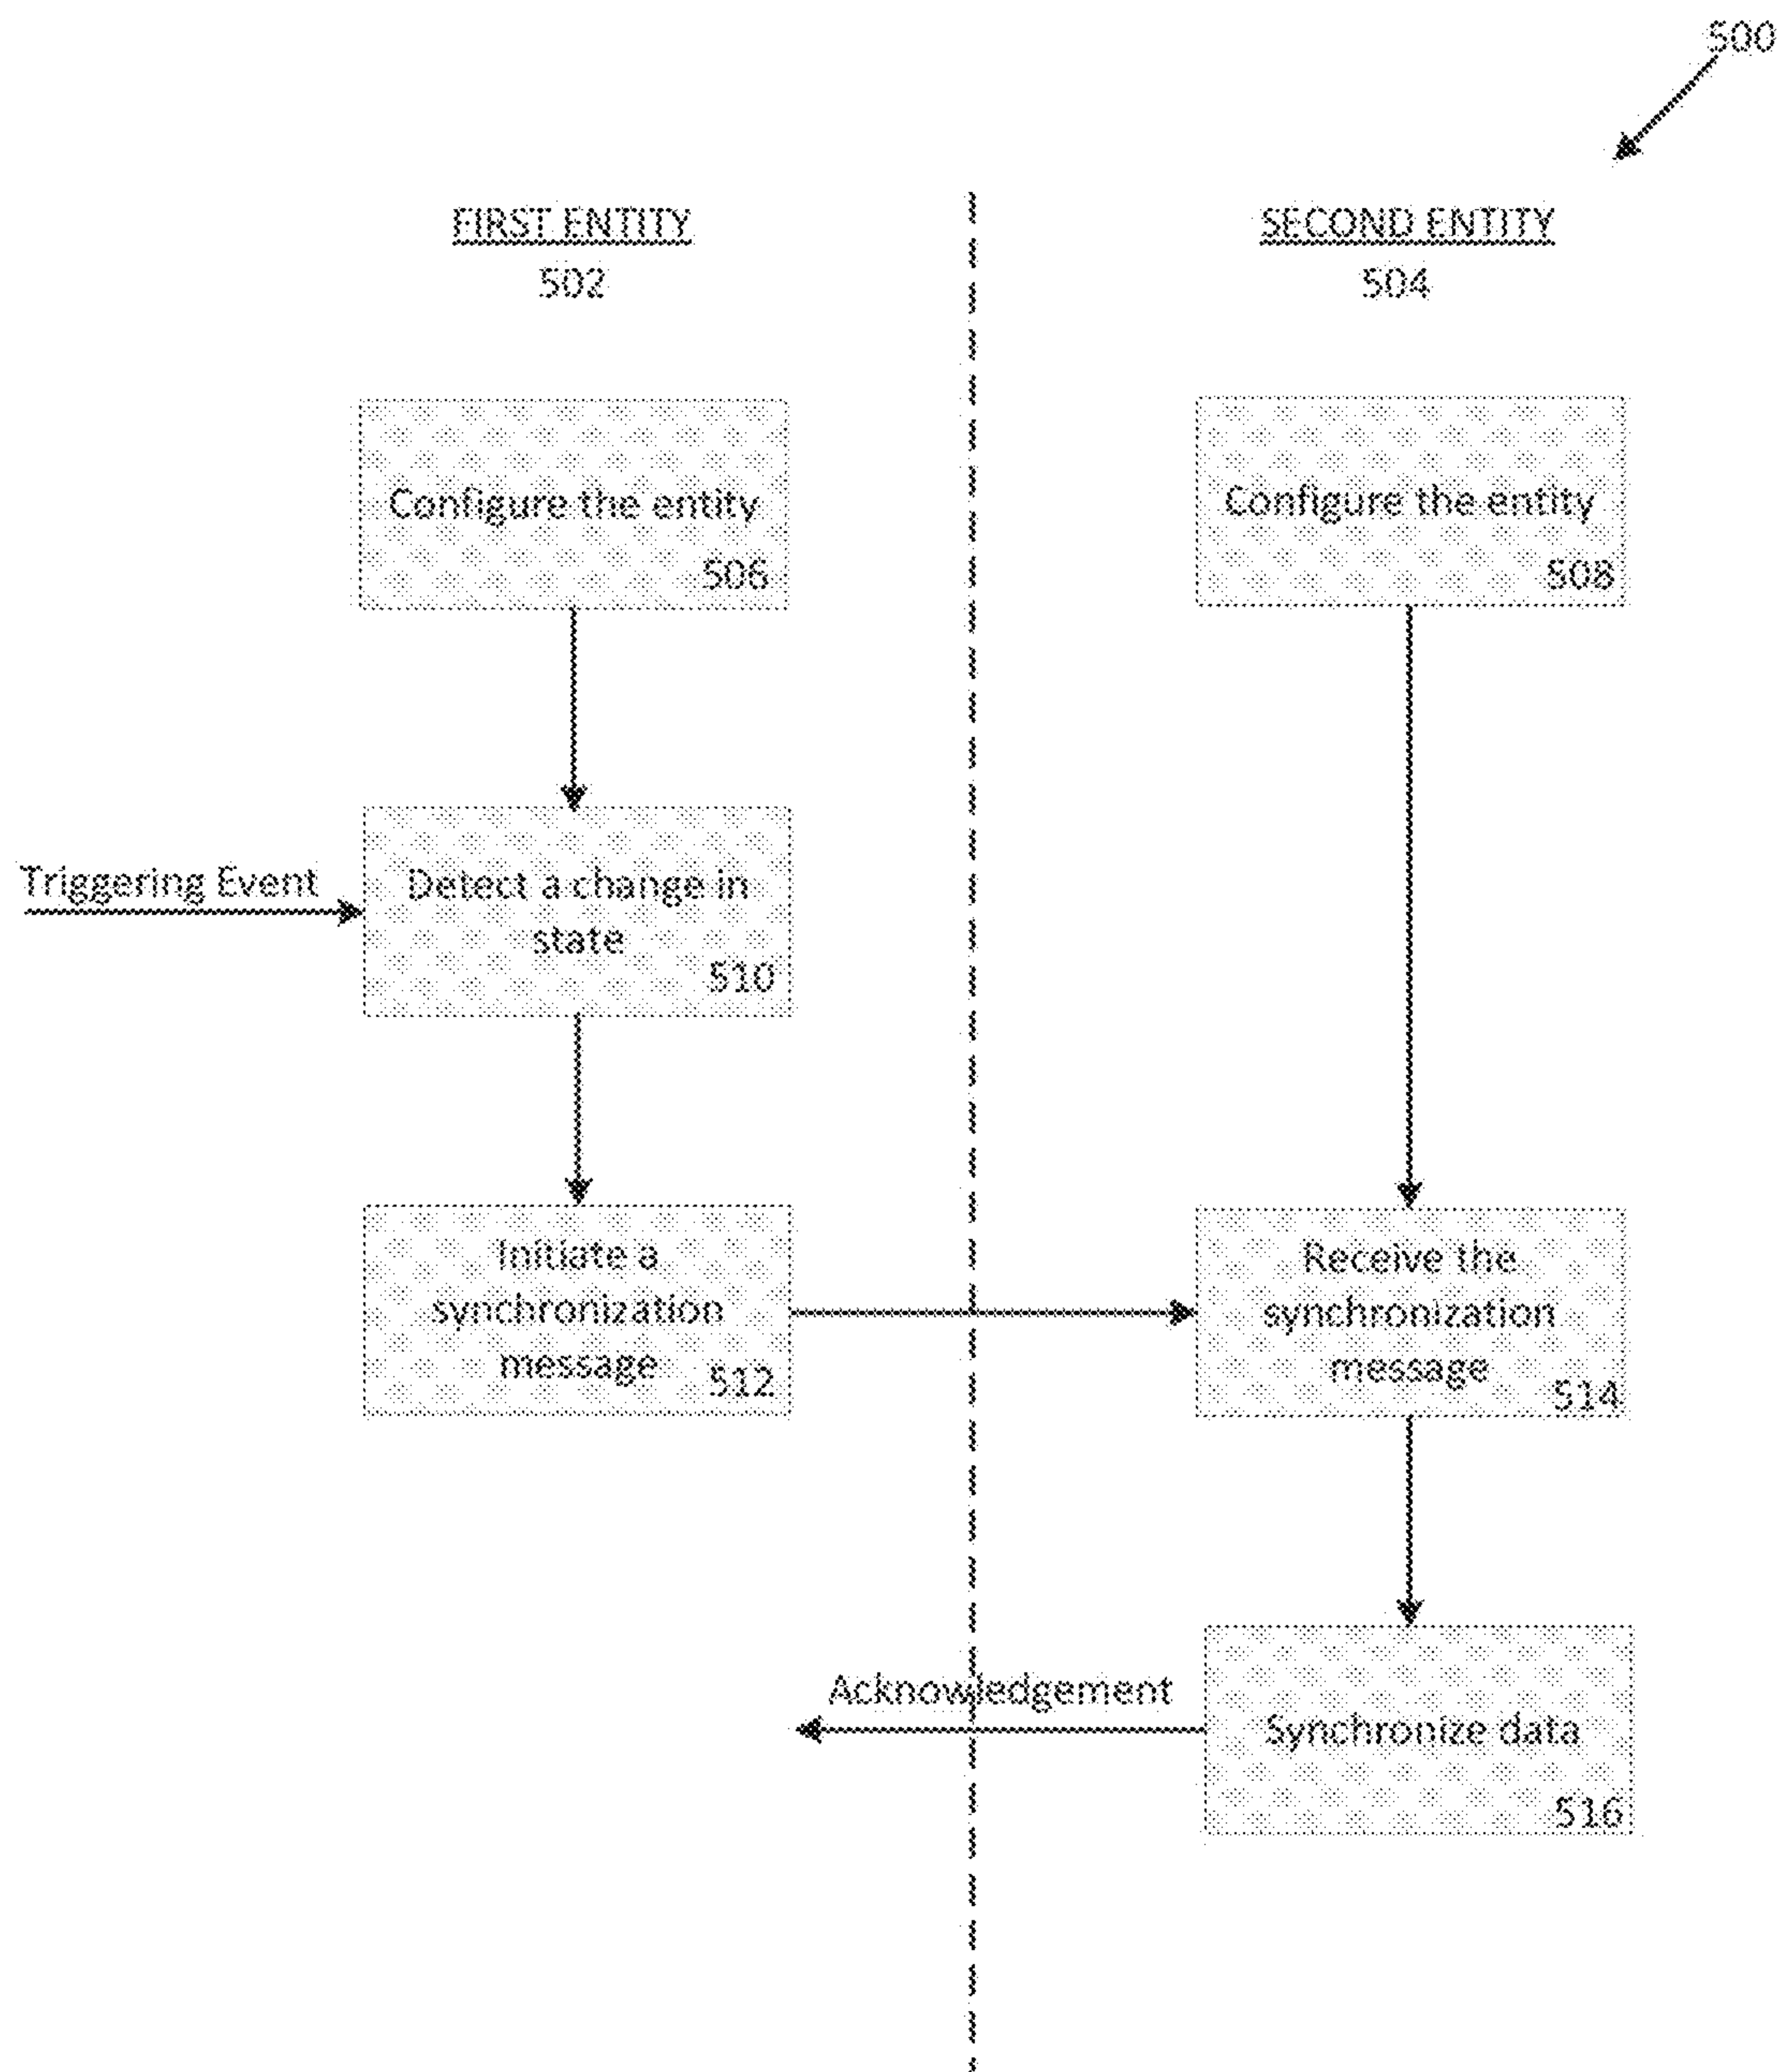 500
FIRST ENTITY
502
SECOND ENTITY
504
Configure the entity
506
Configure the entity
508
Triggering Event
Detect a change in
state
510
Initiate a
synchronization
message
512
Receive the
synchronization
message
514
Acknowledgement
Synchronize data
516